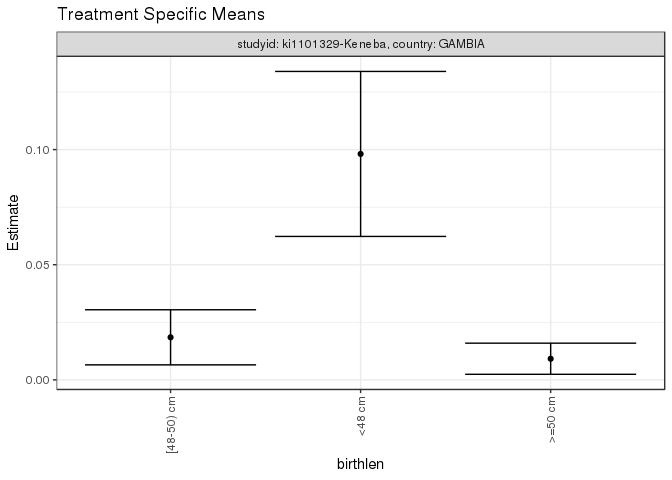 Treatment Specific Means
studyid: ki1101329-Keneba, country: GAMBIA
Estimate
0.10
0.05
0.00
[48-50) cm
<48 cm
>=50 cm
birthlen